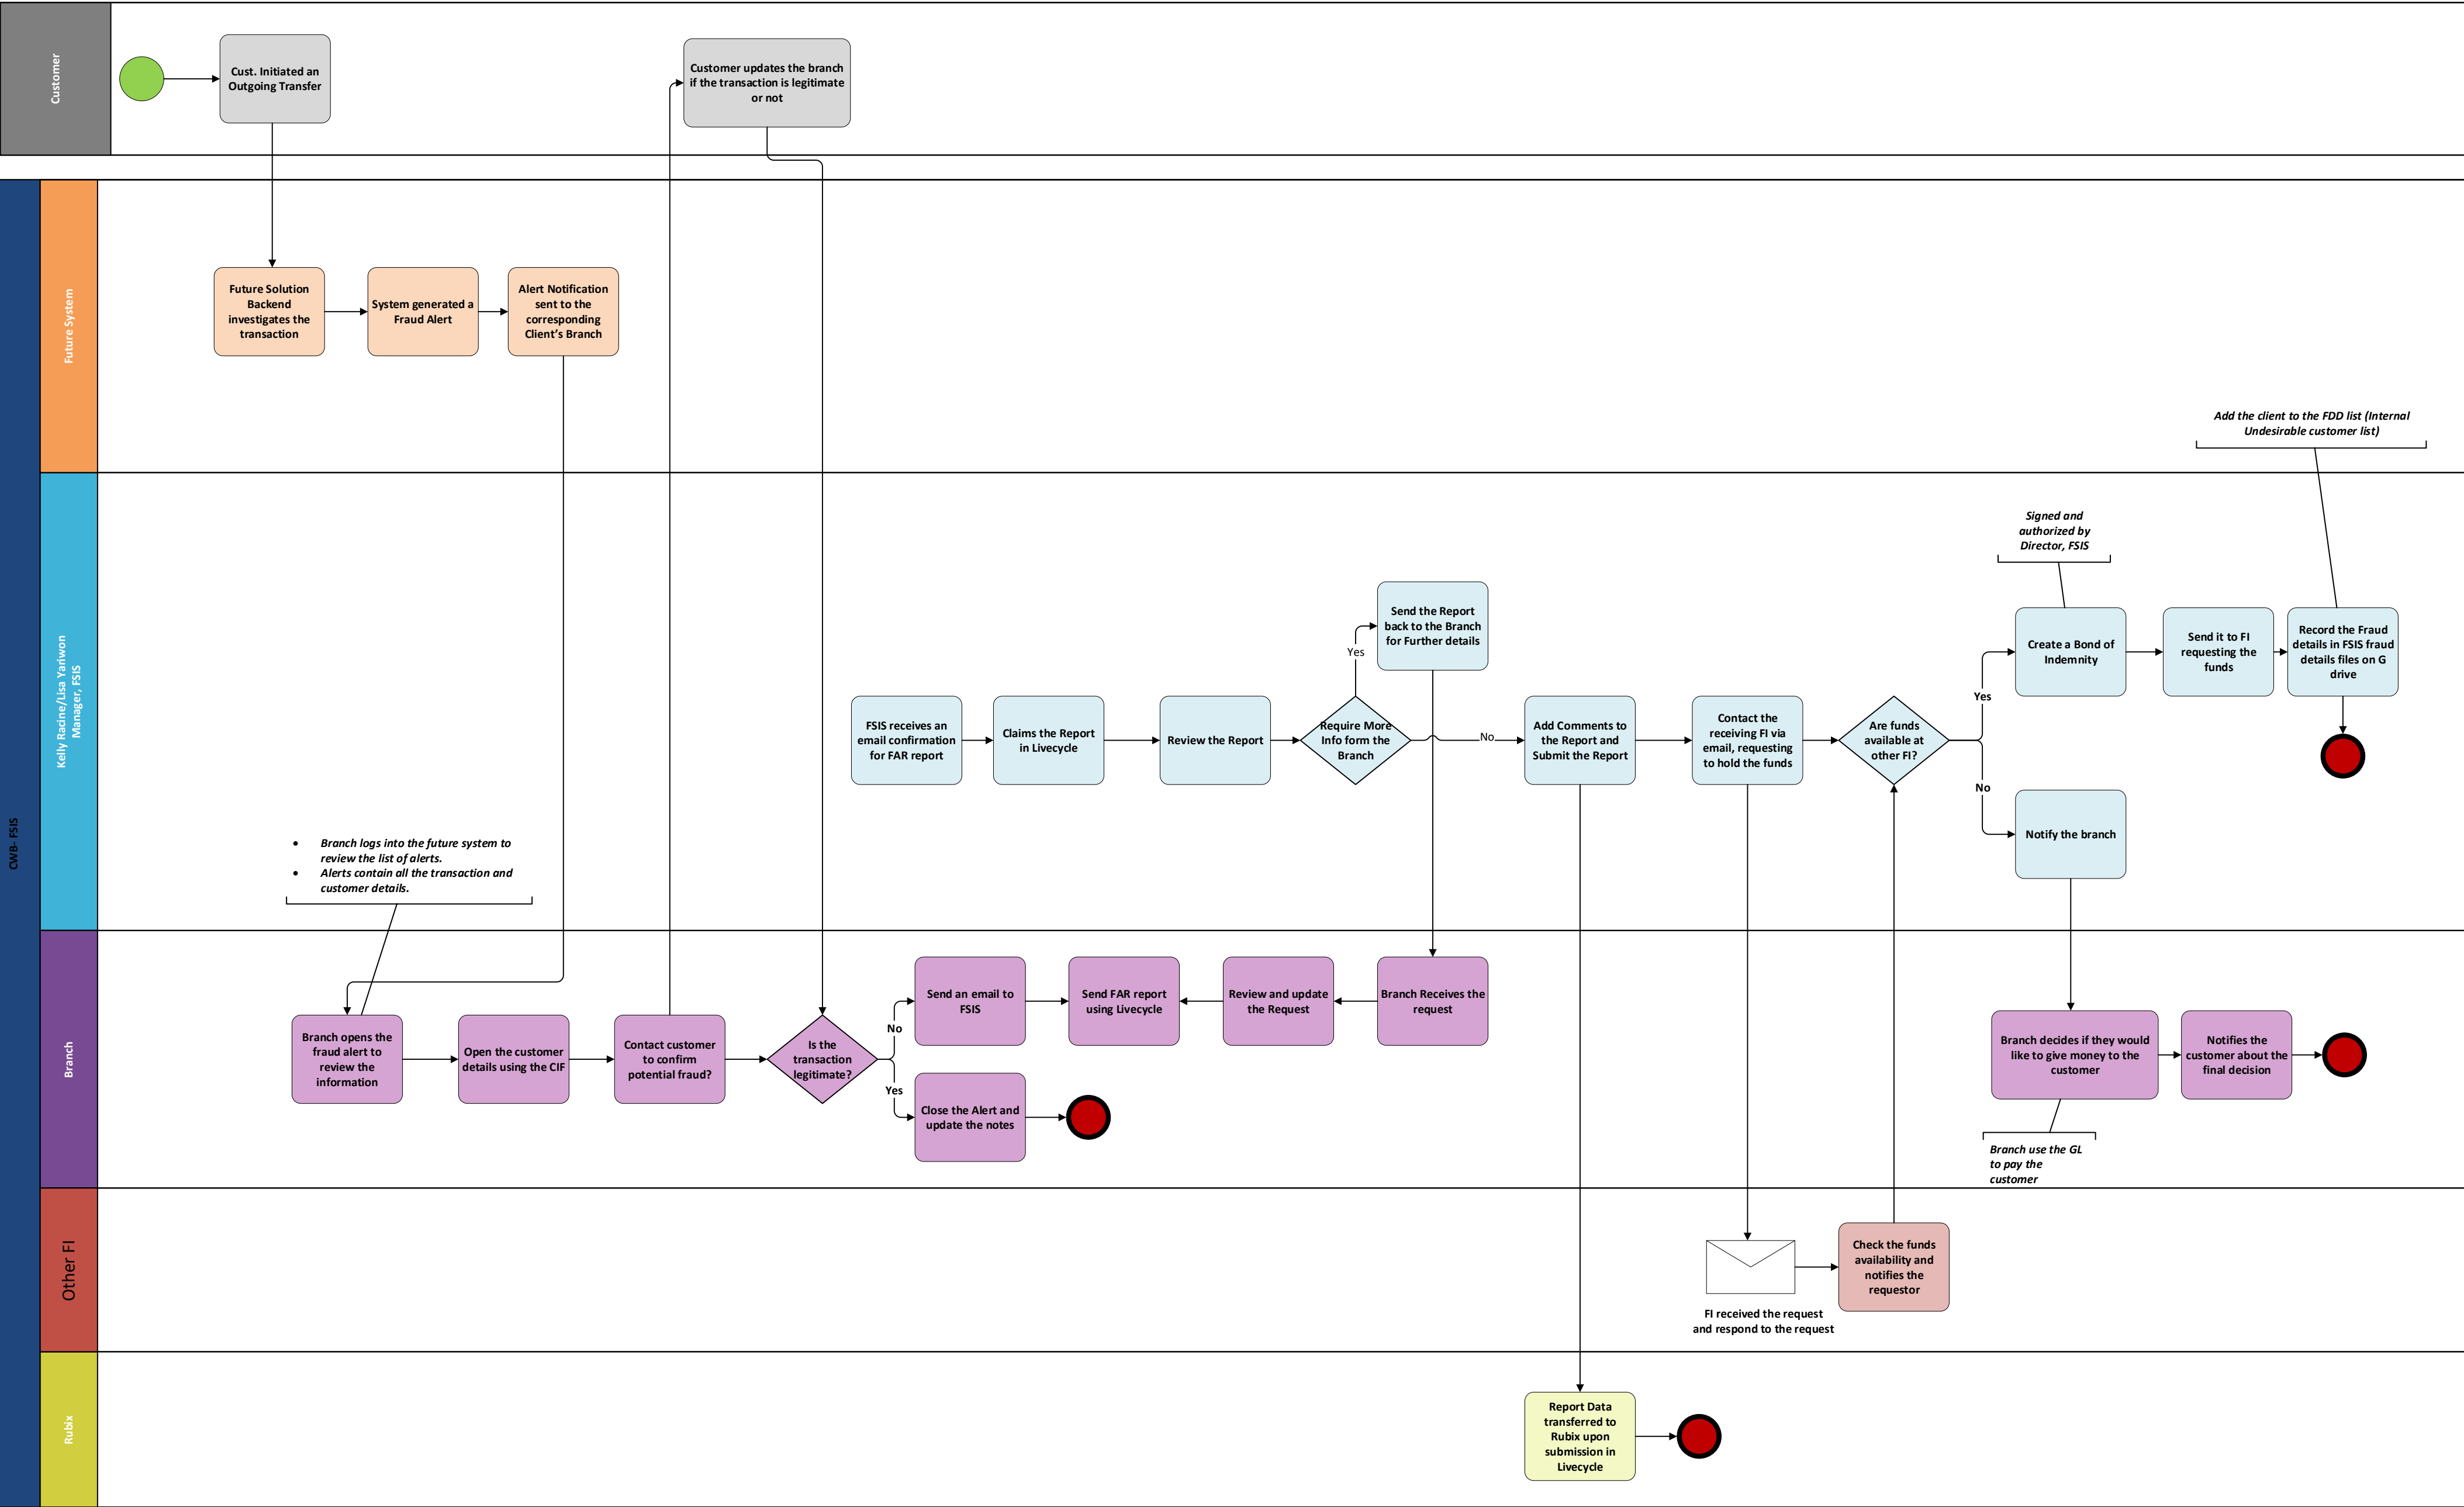 Customer
Cust. Initiated an
Outgoing Transfer
Customer updates the branch
if the transaction is legitimate
or not
CWB- FSIS
Future System
Future Solution
Backend
investigates the
transaction
System generated a
Fraud Alert
Alert Notification
sent to the
corresponding
Client's Branch
Add the client to the FDD list (Internal
Undesirable customer list)
Kelly Racine/Lisa Yariwon
Manager, FSIS
Signed and
authorized by
Director, FSIS
Send the Report
back to the Branch
for Further details
Yes
FSIS receives an
email confirmation
for FAR report
Claims the Report
in Livecycle
Review the Report
Require More
Info form the
Branch
No
Add Comments to
the Report and
Submit the Report
Contact the
receiving FI via
email, requesting
to hold the funds
Are funds
available at
other FI?
Yes
No
Create a Bond of
Indemnity
Send it to FI
requesting the
funds
Record the Fraud
details in FSIS fraud
details files on G
drive
Notify the branch
• Branch logs into the future system to
review the list of alerts.
• Alerts contain all the transaction and
customer details.
Branch
Branch opens the
fraud alert to
review the
information
Open the customer
details using the CIF
Contact customer
to confirm
potential fraud?
Is the
transaction
legitimate?
No
Yes
Send an email to
FSIS
Send FAR report
using Livecycle
Review and update
the Request
Branch Receives the
request
Close the Alert and
update the notes
Branch decides if they would
like to give money to the
customer
Notifies the
customer about the
final decision
Branch use the GL
to pay the
customer
Other FI
FI received the request
and respond to the request
Check the funds
availability and
notifies the
requestor
Rubix
Report Data
transferred to
Rubix upon
submission in
Livecycle